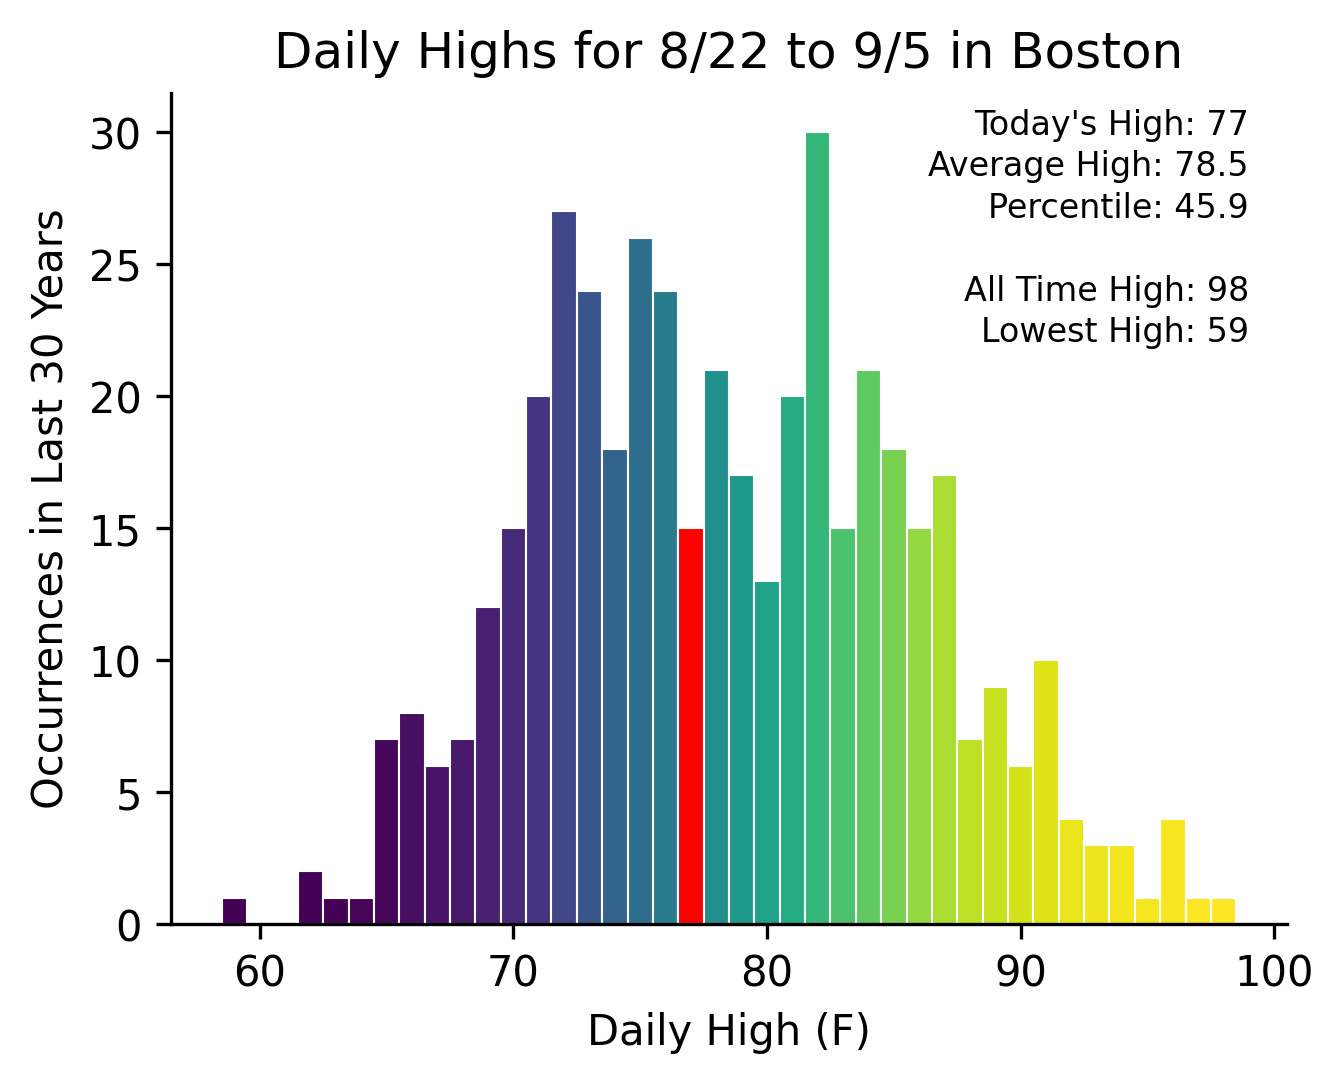 Daily Highs for 8/22 to 9/5 in Boston
Today's High: 77
Average High: 78.5
Percentile: 45.9
All Time High: 98
Lowest High: 59
Occurrences in Last 30 Years
30
25
20
15
10
5
0
60 70 80 90 100
Daily High (F)